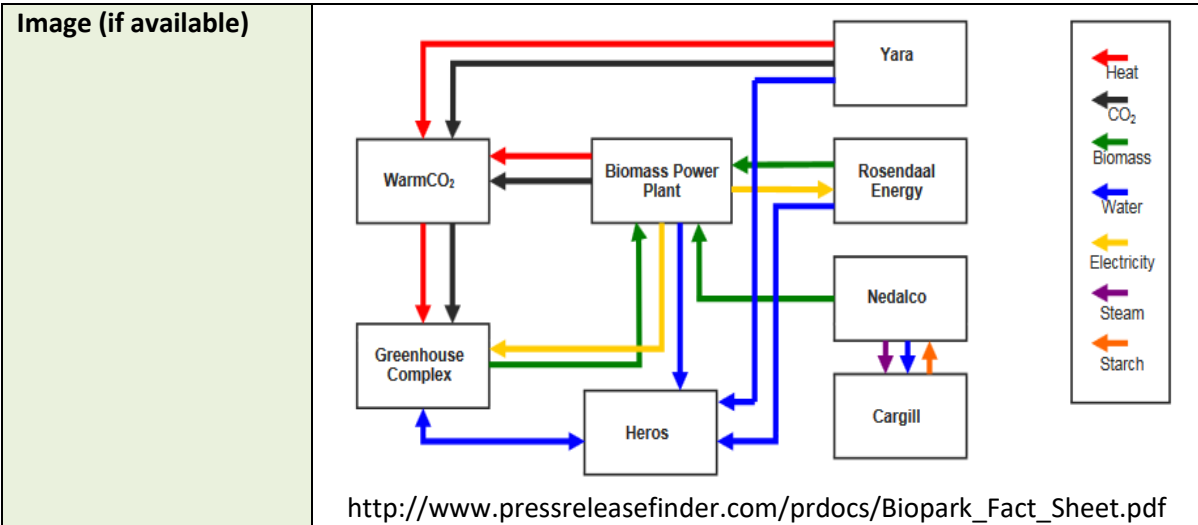 Image (if available)
Yara
Heat
CO₂
Biomass
Water
Electricity
Steam
Starch
WarmCO₂
Biomass Power
Plant
Rosendaal
Energy
Nedalco
Greenhouse
Complex
Heros
Cargill
http://www.pressreleasefinder.com/prdocs/Biopark_Fact_Sheet.pdf